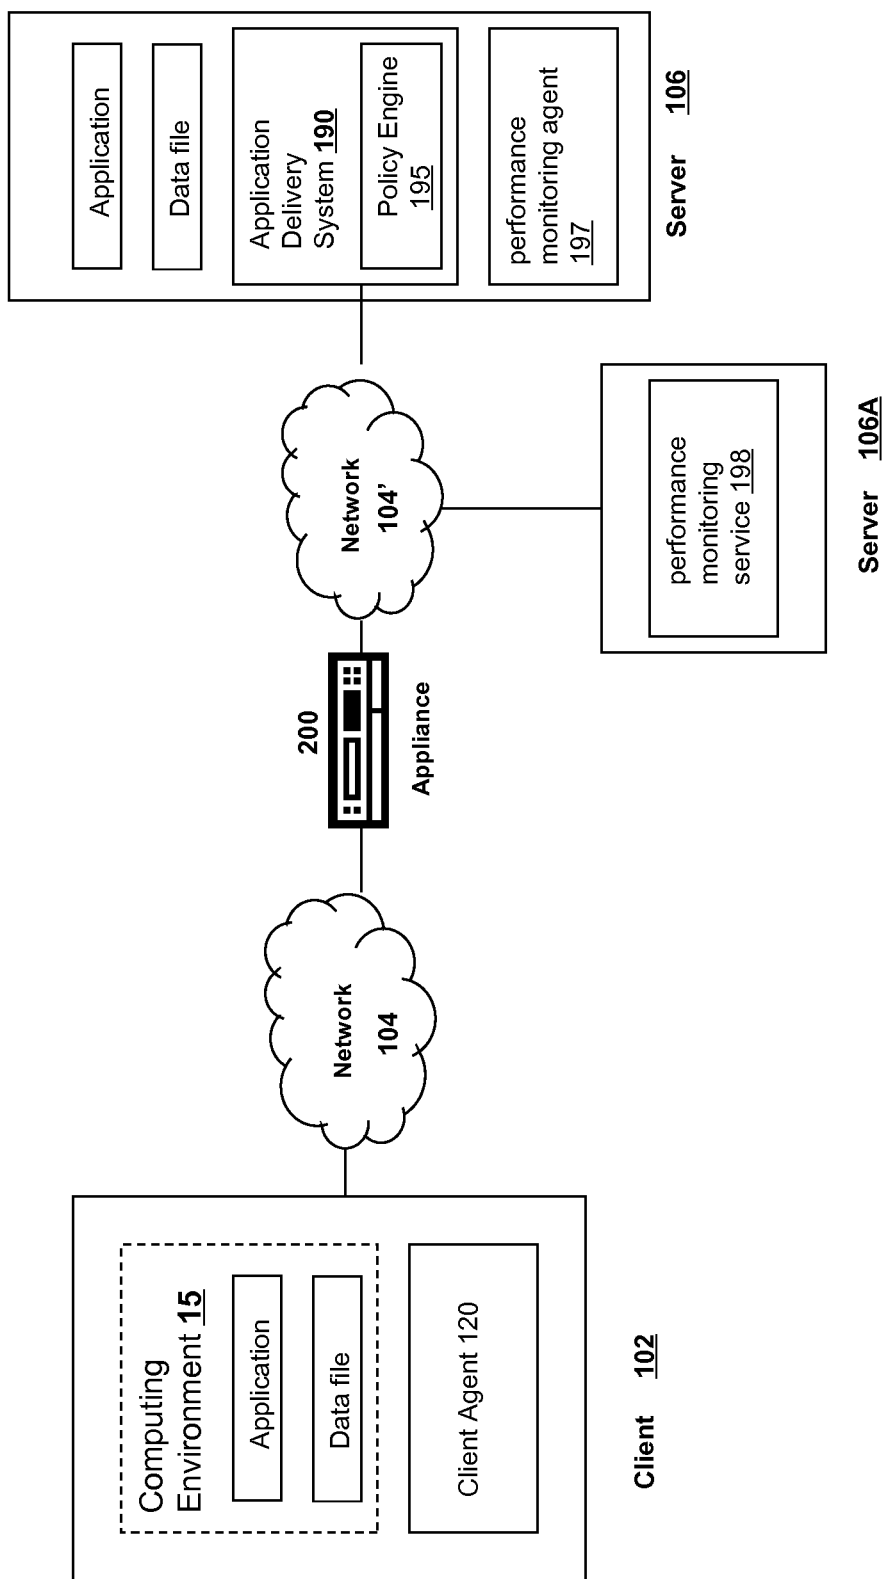 Computing
Environment 15
Application
Data file
Client Agent 120
Client 102
Network
104
200
Appliance
Network
104’
Application
Data file
Application
Delivery
System 190
Policy Engine
195
performance
monitoring agent
197
Server 106
performance
monitoring
service 198
Server 106A